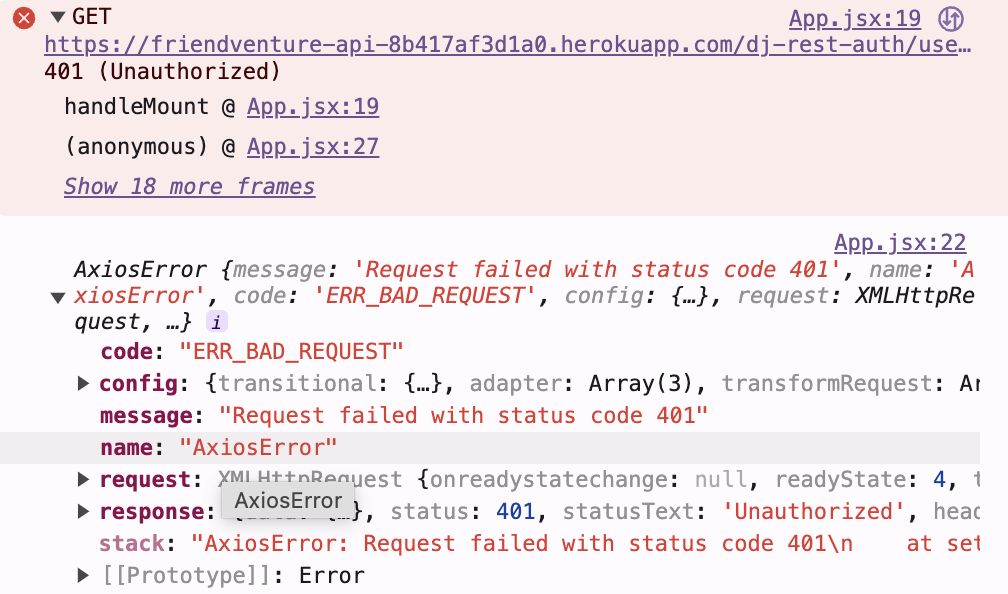 ▼ GET App.jsx:19
https://friendventure-api-8b417af3d1a0.herokuapp.com/dj-rest-auth/use…
401 (Unauthorized)
handleMount @ App.jsx:19
(anonymous) @ App.jsx:27
Show 18 more frames
App.jsx:22
AxiosError {message: 'Request failed with status code 401', name: 'A
▼ xiosError', code: 'ERR_BAD_REQUEST', config: {…}, request: XMLHttpRe
quest, …} i
code: "ERR_BAD_REQUEST"
▶ config: {transitional: {…}, adapter: Array(3), transformRequest: Ar
message: "Request failed with status code 401"
name: "AxiosError"
▶ request: XMLHttpRequest {onreadystatechange: null, readyState: 4, t
AxiosError
▶ response: {…}, status: 401, statusText: 'Unauthorized', head
stack: "AxiosError: Request failed with status code 401\n at set
▶ [[Prototype]]: Error